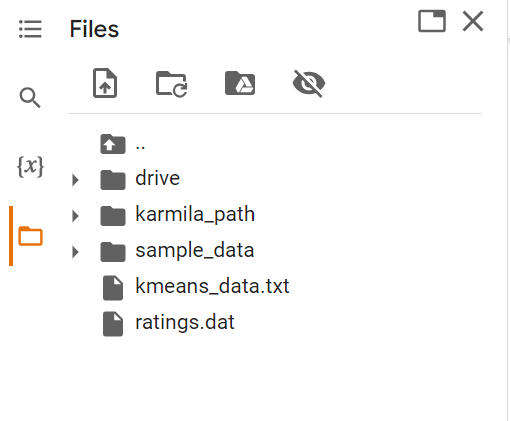 Files
{x}
..
drive
karmila_path
sample_data
kmeans_data.txt
ratings.dat